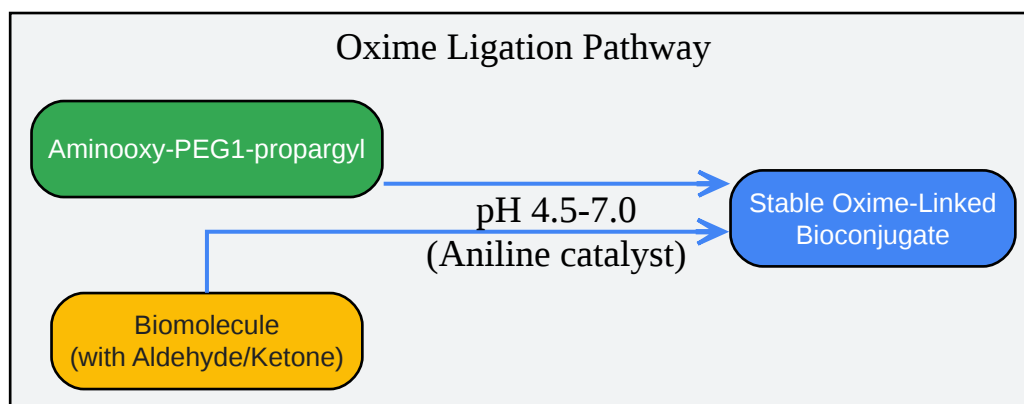 Oxime Ligation Pathway
Aminooxy-PEG1-propargyl
pH 4.5-7.0
(Aniline catalyst)
Stable Oxime-Linked
Bioconjugate
Biomolecule
(with Aldehyde/Ketone)